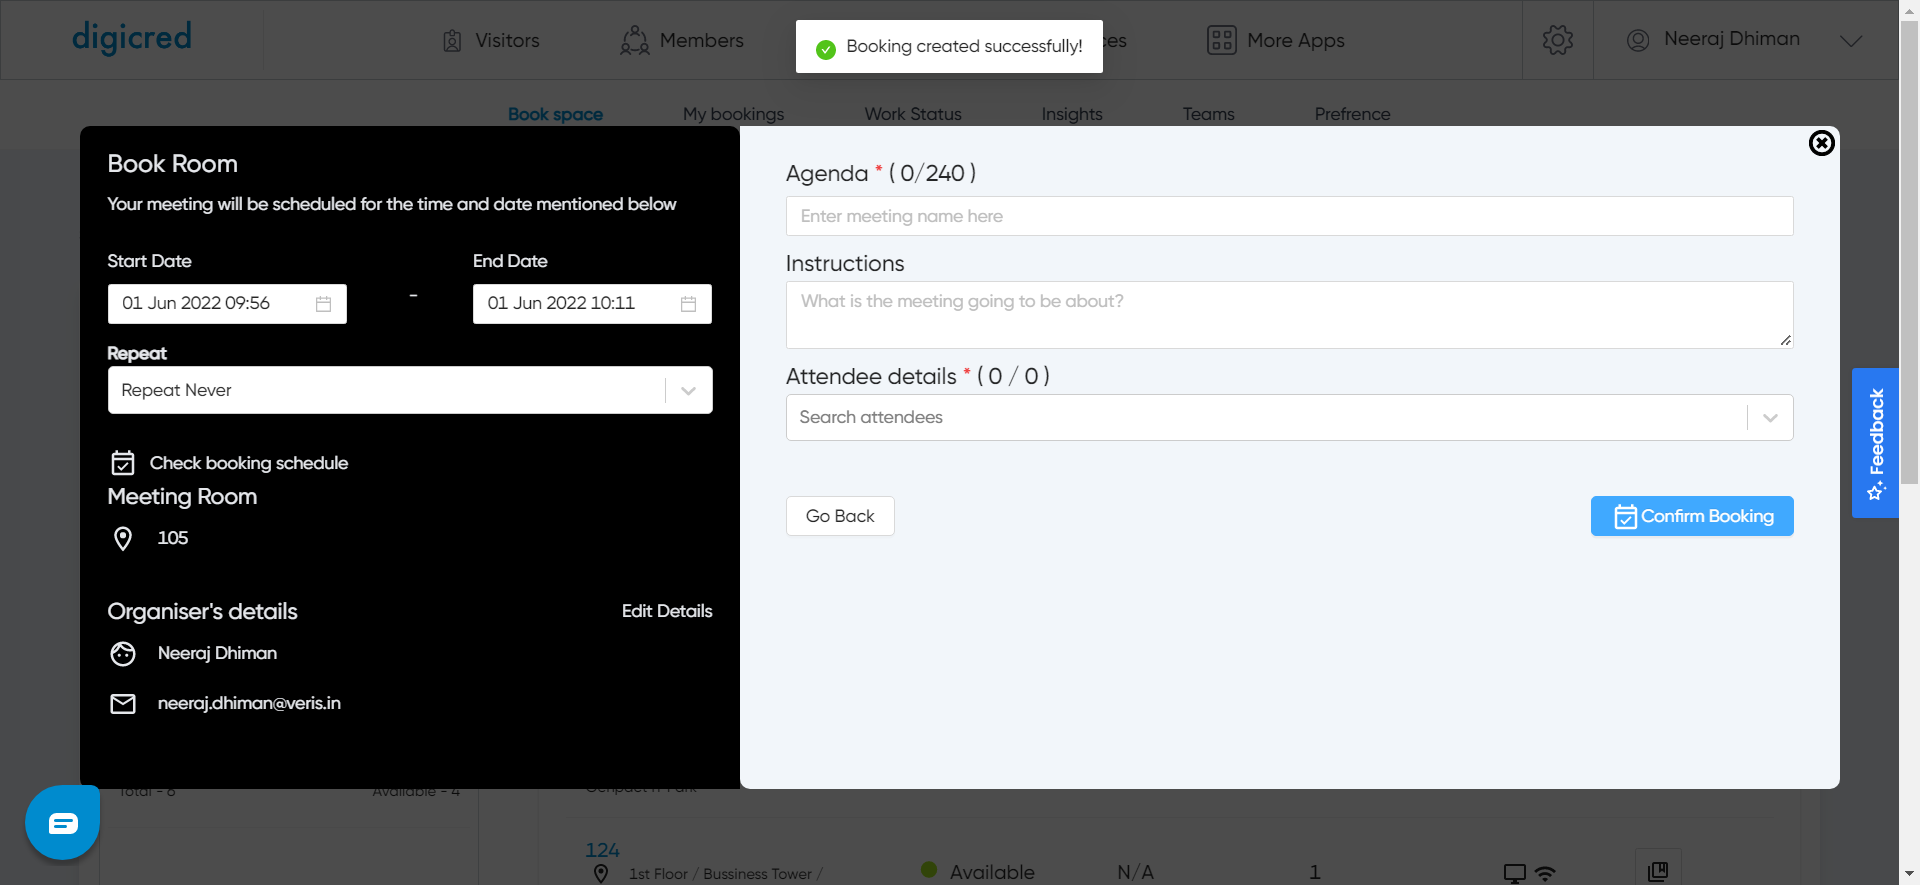 digicred
Visitors
Members
ces
More Apps
Neeraj Dhiman
Booking created successfully!
Book space
My bookings
Work Status
Insights
Teams
Prefrence
Book Room
Your meeting will be scheduled for the time and date mentioned below
Start Date
End Date
01 Jun 2022 09:56
-
01 Jun 2022 10:11
Repeat
Repeat Never
Check booking schedule
Meeting Room
105
Organiser's details
Edit Details
Neeraj Dhiman
neeraj.dhiman@veris.in
Agenda * ( 0/240 )
Enter meeting name here
Instructions
What is the meeting going to be about?
Attendee details * ( 0 / 0 )
Search attendees
Go Back
Confirm Booking
Feedback
Total - 8
Available - 4
124
1st Floor / Bussiness Tower /
Available
N/A
1